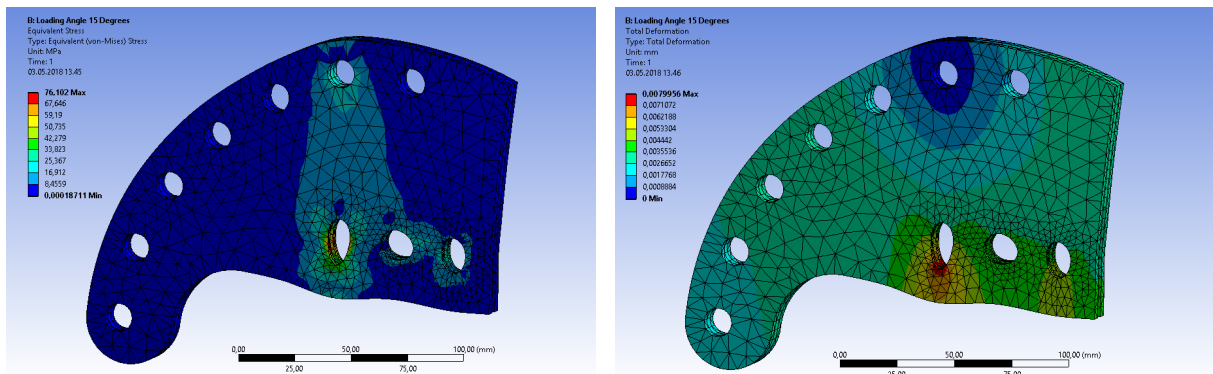 B: Loading Angle 15 Degrees
Equivalent Stress
Type: Equivalent (von-Mises) Stress
Unit: MPa
Time: 1
03.05.2018 13.45
76,102 Max
67,646
59,19
50,735
42,279
33,823
25,367
16,912
8,4559
0,00018711 Min
0,00 50,00 100,00 (mm)
25,00 75,00
B: Loading Angle 15 Degrees
Total Deformation
Type: Total Deformation
Unit: mm
Time: 1
03.05.2018 13.46
0,0079956 Max
0,0071072
0,0062188
0,0053304
0,004442
0,0035536
0,0026652
0,0017768
0,0008884
0 Min
0,00 50,00 100,00 (mm)
25,00 75,00